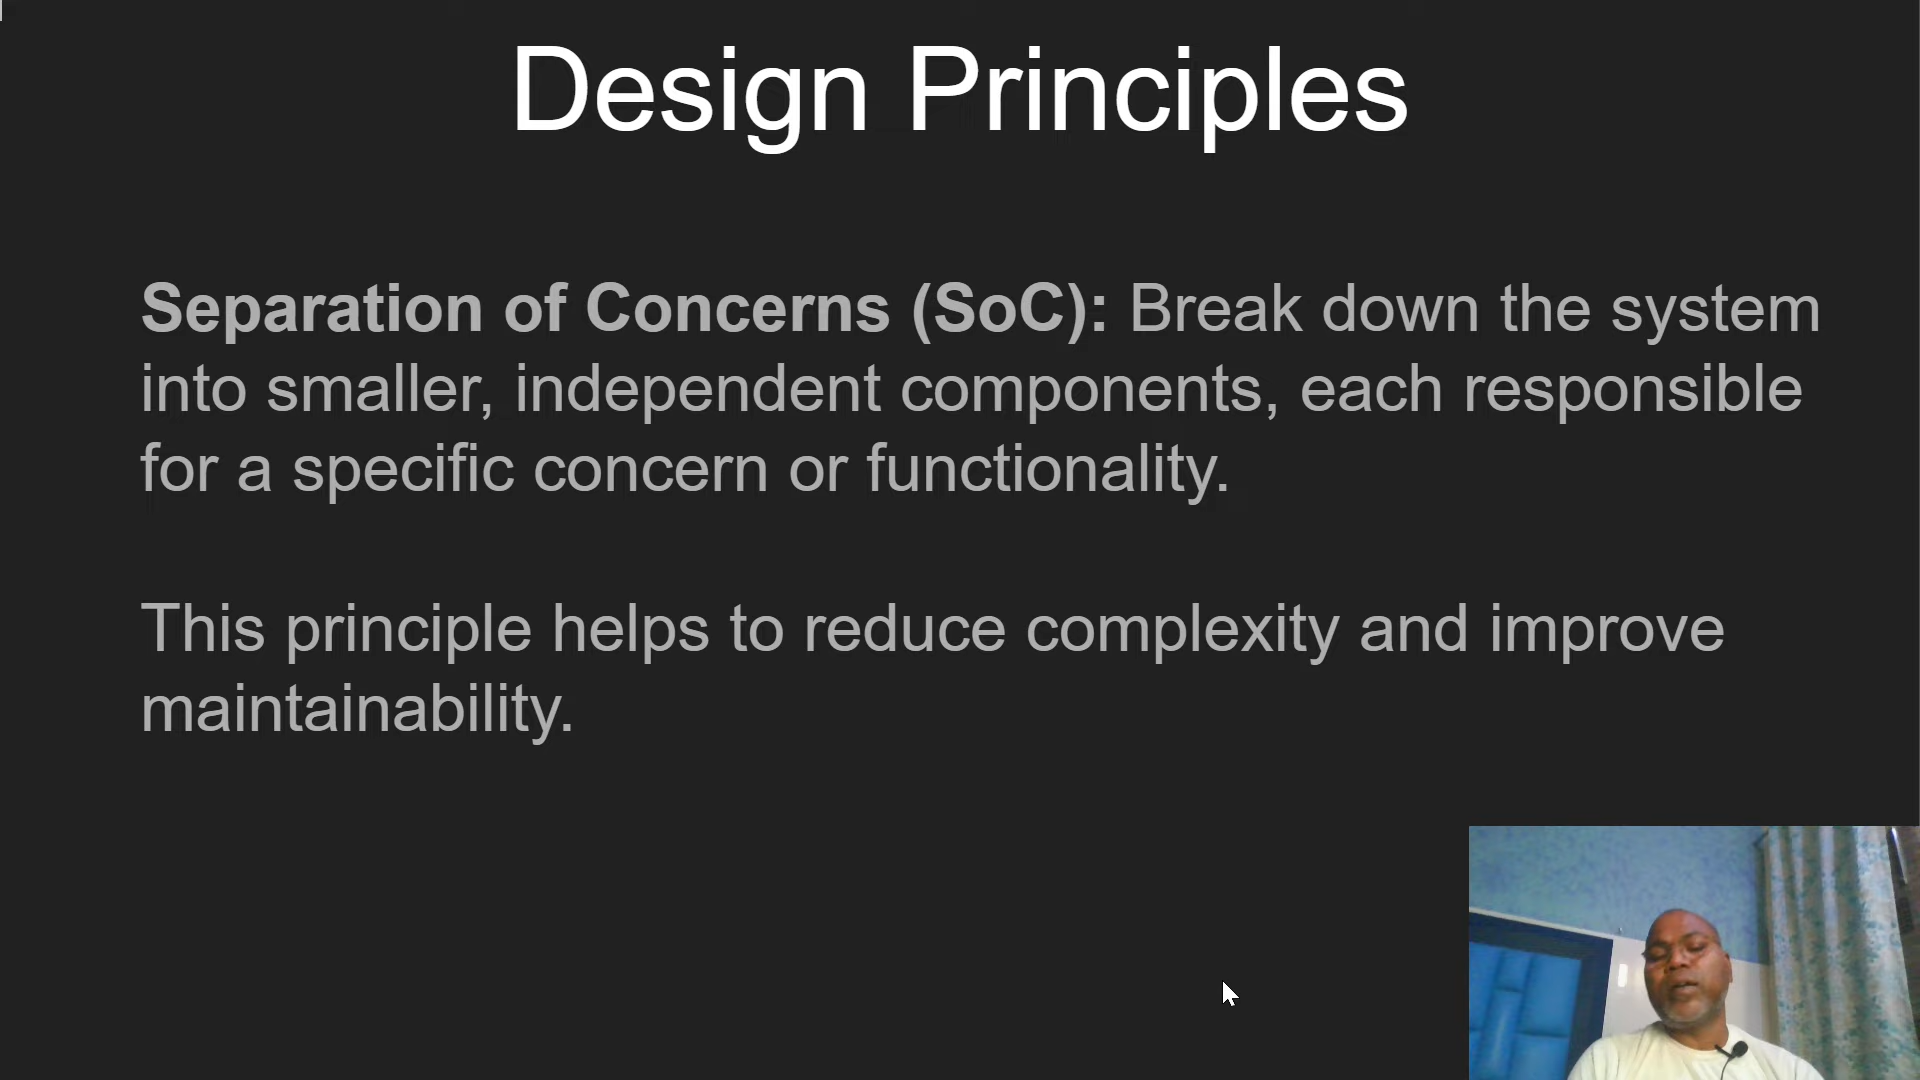 Design Principles
Separation of Concerns (SoC): Break down the system
into smaller, independent components, each responsible
for a specific concern or functionality.
This principle helps to reduce complexity and improve
maintainability.